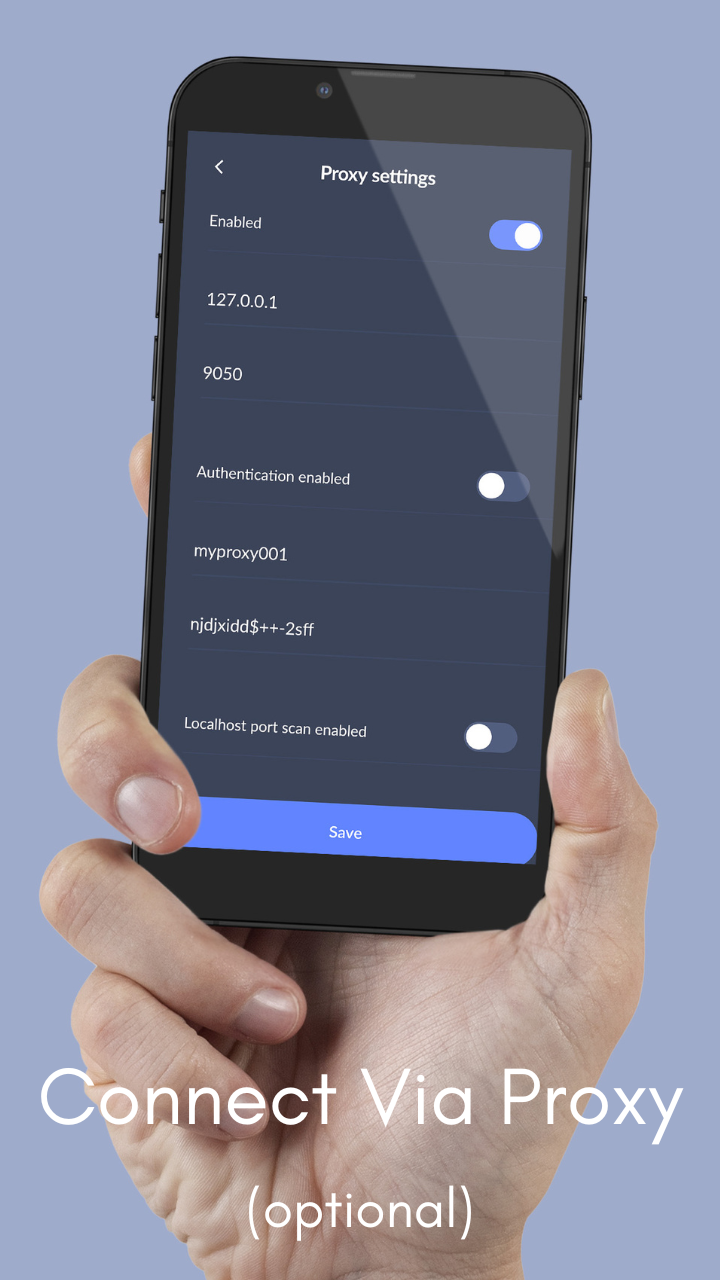 Proxy settings
Enabled
127.0.0.1
9050
Authentication enabled
myproxy001
njdjxidd$++-2sff
Localhost port scan enabled
Save
Connect Via Proxy
(optional)